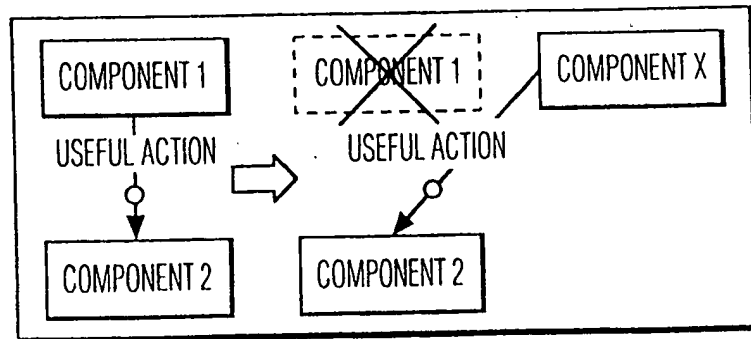 COMPONENT 1
USEFUL ACTION
COMPONENT 2
COMPONENT 1
COMPONENT X
USEFUL ACTION
COMPONENT 2